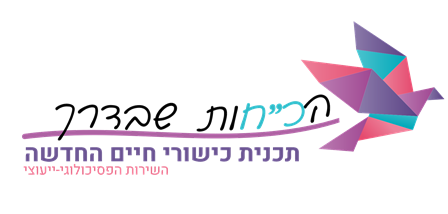 הכ״חות שבדרך
תכנית כישורי חיים החדשה
השירות הפסיכולוגי-ייעוצי